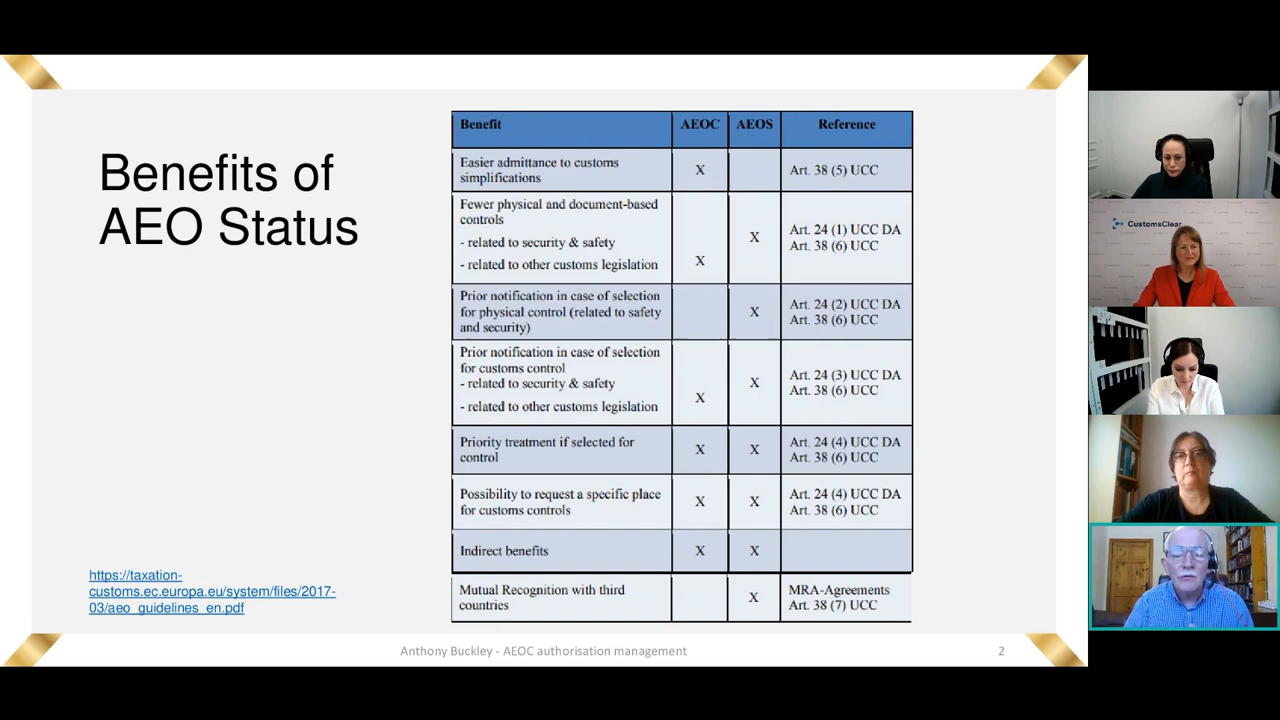 Benefits of
AEO Status
https://taxation-
customs.ec.europa.eu/system/files/2017-
03/aeo_guidelines_en.pdf
Benefit AEOC AEOS Reference
Easier admittance to customs
simplifications
X
Art. 38 (5) UCC
Fewer physical and document-based
controls
- related to security & safety
- related to other customs legislation
X
X
Art. 24 (1) UCC DA
Art. 38 (6) UCC
Prior notification in case of selection
for physical control (related to safety
and security)
X
Art. 24 (2) UCC DA
Art. 38 (6) UCC
Prior notification in case of selection
for customs control
- related to security & safety
- related to other customs legislation
X
X
Art. 24 (3) UCC DA
Art. 38 (6) UCC
Priority treatment if selected for
control
X X
Art. 24 (4) UCC DA
Art. 38 (6) UCC
Possibility to request a specific place
for customs controls
X X
Art. 24 (4) UCC DA
Art. 38 (6) UCC
Indirect benefits X X
Mutual Recognition with third
countries
X
MRA-Agreements
Art. 38 (7) UCC
Anthony Buckley - AEOC authorisation management
2
CustomsClear